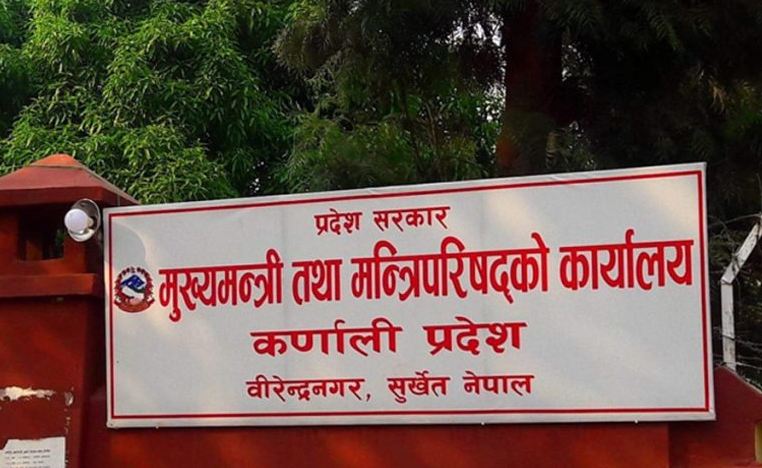 प्रदेश सरकार
मुख्यमन्त्री तथा मन्त्रिपरिषद्को कार्यालय
कर्णाली प्रदेश
वीरेन्द्रनगर, सुर्खेत नेपाल